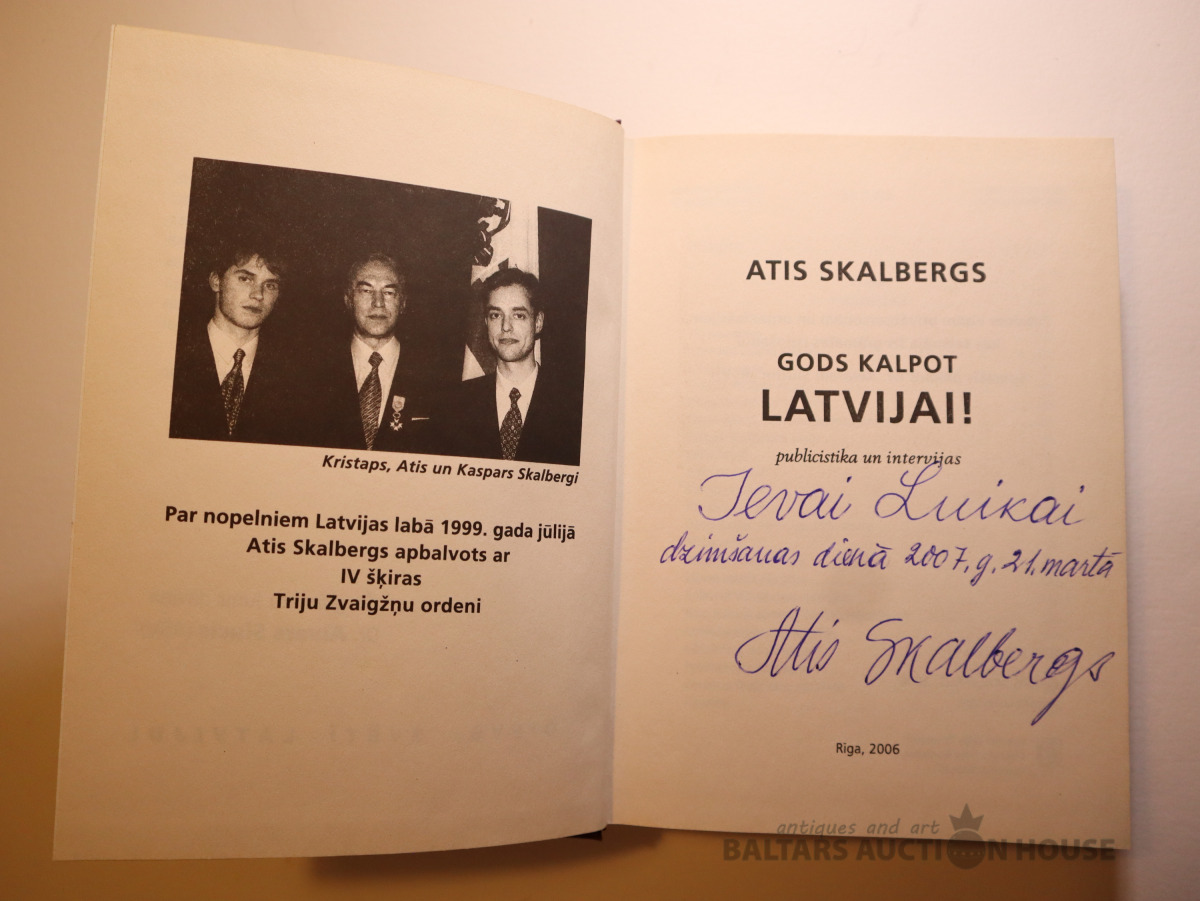 Kristaps, Atis un Kaspars Skalbergi
Par nopelniem Latvijas labā 1999. gada jūlijā
Atis Skalbergs apbalvots ar
IV šķiras
Triju Zvaigžņu ordeni
ATIS SKALBERGS
GODS KALPOT
LATVIJAI!
publicistika un intervijas
Ievai Luikai
dzimšanas dienā 2007. g. 21. martā
Atis Skalbergs
Riga, 2006
antiques and art
BALTARS AUCTION HOUSE